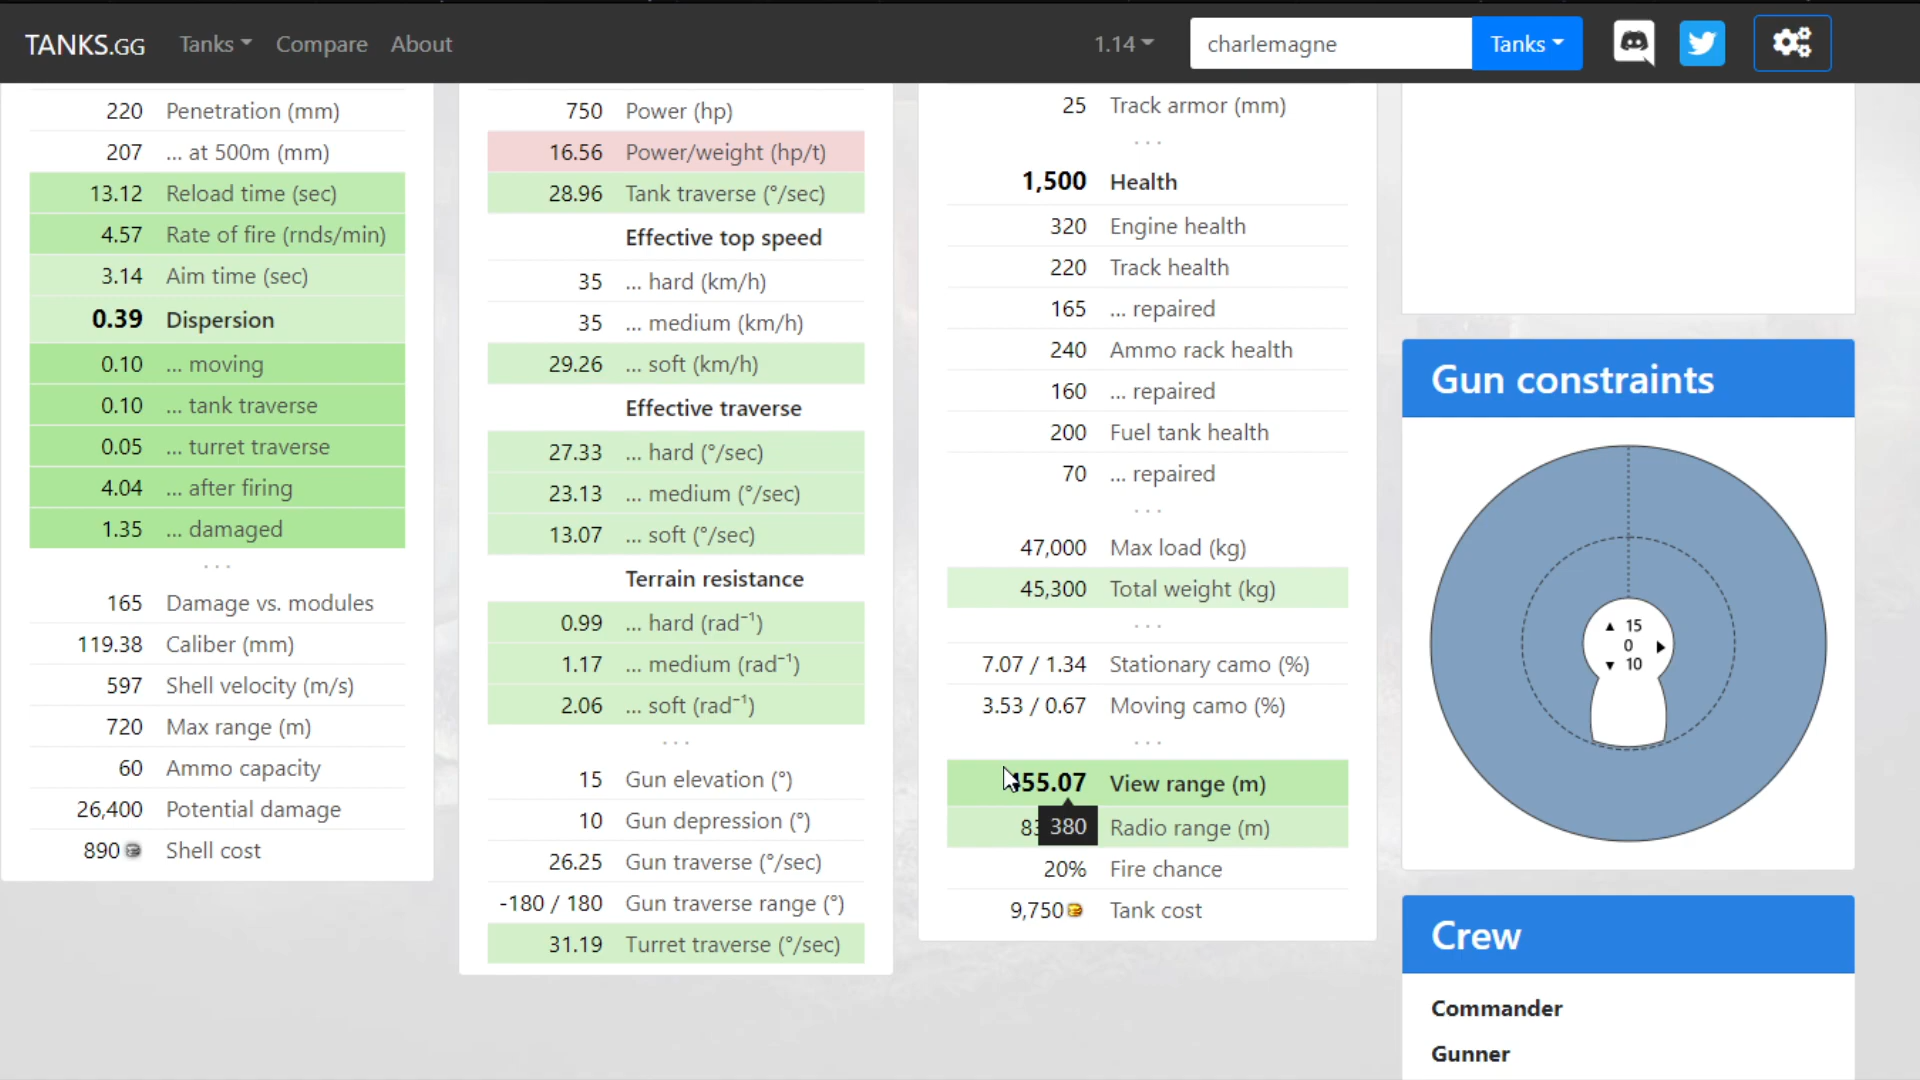 TANKS.GG Tanks Compare About 1.14 charlemagne Tanks
220 Penetration (mm)
207 ... at 500m (mm)
13.12 Reload time (sec)
4.57 Rate of fire (rnds/min)
3.14 Aim time (sec)
0.39 Dispersion
0.10 ... moving
0.10 ... tank traverse
0.05 ... turret traverse
4.04 ... after firing
1.35 ... damaged
...
165 Damage vs. modules
119.38 Caliber (mm)
597 Shell velocity (m/s)
720 Max range (m)
60 Ammo capacity
26,400 Potential damage
890 Shell cost
750 Power (hp)
16.56 Power/weight (hp/t)
28.96 Tank traverse (°/sec)
Effective top speed
35 ... hard (km/h)
35 ... medium (km/h)
29.26 ... soft (km/h)
Effective traverse
27.33 ... hard (°/sec)
23.13 ... medium (°/sec)
13.07 ... soft (°/sec)
Terrain resistance
0.99 ... hard (rad⁻¹)
1.17 ... medium (rad⁻¹)
2.06 ... soft (rad⁻¹)
...
15 Gun elevation (°)
10 Gun depression (°)
26.25 Gun traverse (°/sec)
-180 / 180 Gun traverse range (°)
31.19 Turret traverse (°/sec)
25 Track armor (mm)
...
1,500 Health
320 Engine health
220 Track health
165 ... repaired
240 Ammo rack health
160 ... repaired
200 Fuel tank health
70 ... repaired
...
47,000 Max load (kg)
45,300 Total weight (kg)
...
7.07 / 1.34 Stationary camo (%)
3.53 / 0.67 Moving camo (%)
...
55.07 View range (m)
380 Radio range (m)
20% Fire chance
9,750 Tank cost
Gun constraints
▲ 15
0 ▶
▼ 10
Crew
Commander
Gunner